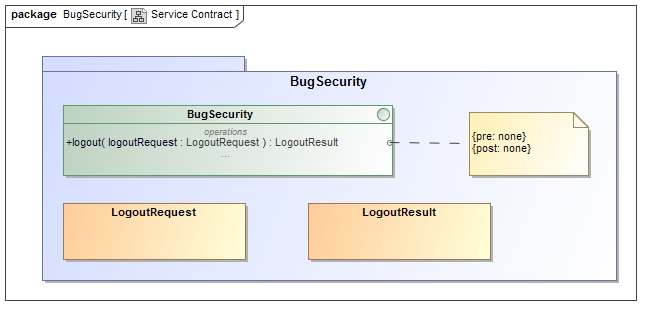 package BugSecurity [ Service Contract ]
BugSecurity
BugSecurity
operations
+logout( logoutRequest : LogoutRequest ) : LogoutResult
...
{pre: none}
{post: none}
LogoutRequest
LogoutResult